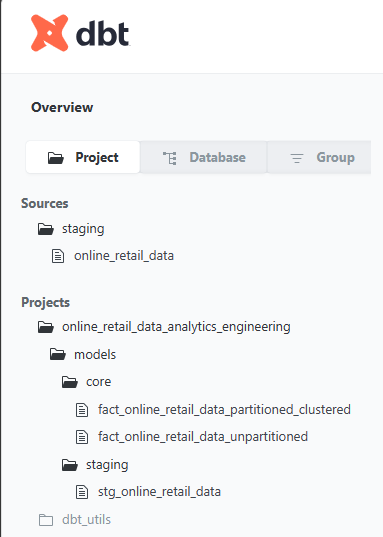 dbt
Overview
Project Database Group
Sources
staging
online_retail_data
Projects
online_retail_data_analytics_engineering
models
core
fact_online_retail_data_partitioned_clustered
fact_online_retail_data_unpartitioned
staging
stg_online_retail_data
dbt_utils